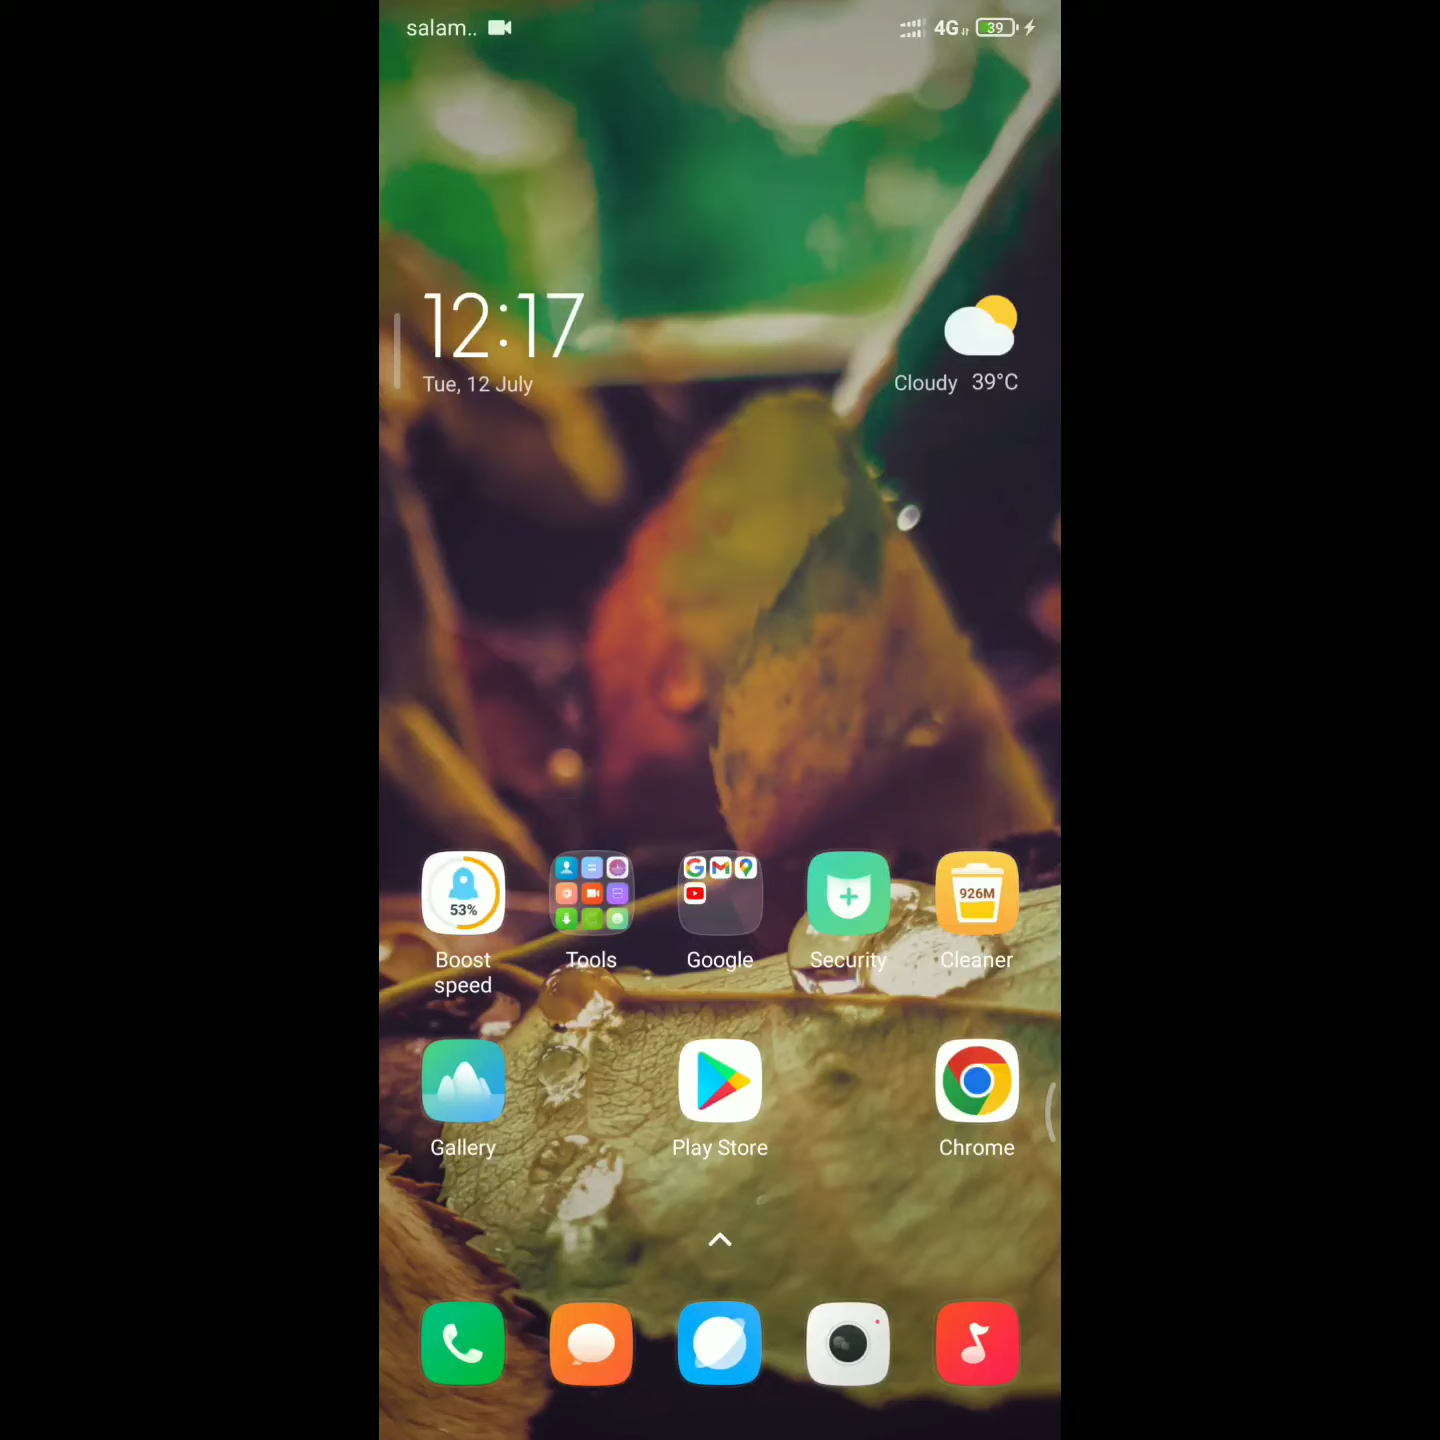 salam..
4G
39
12:17
Tue, 12 July
Cloudy 39°C
53%
926M
Boost speed
Tools
Google
Security
Cleaner
Gallery
Play Store
Chrome